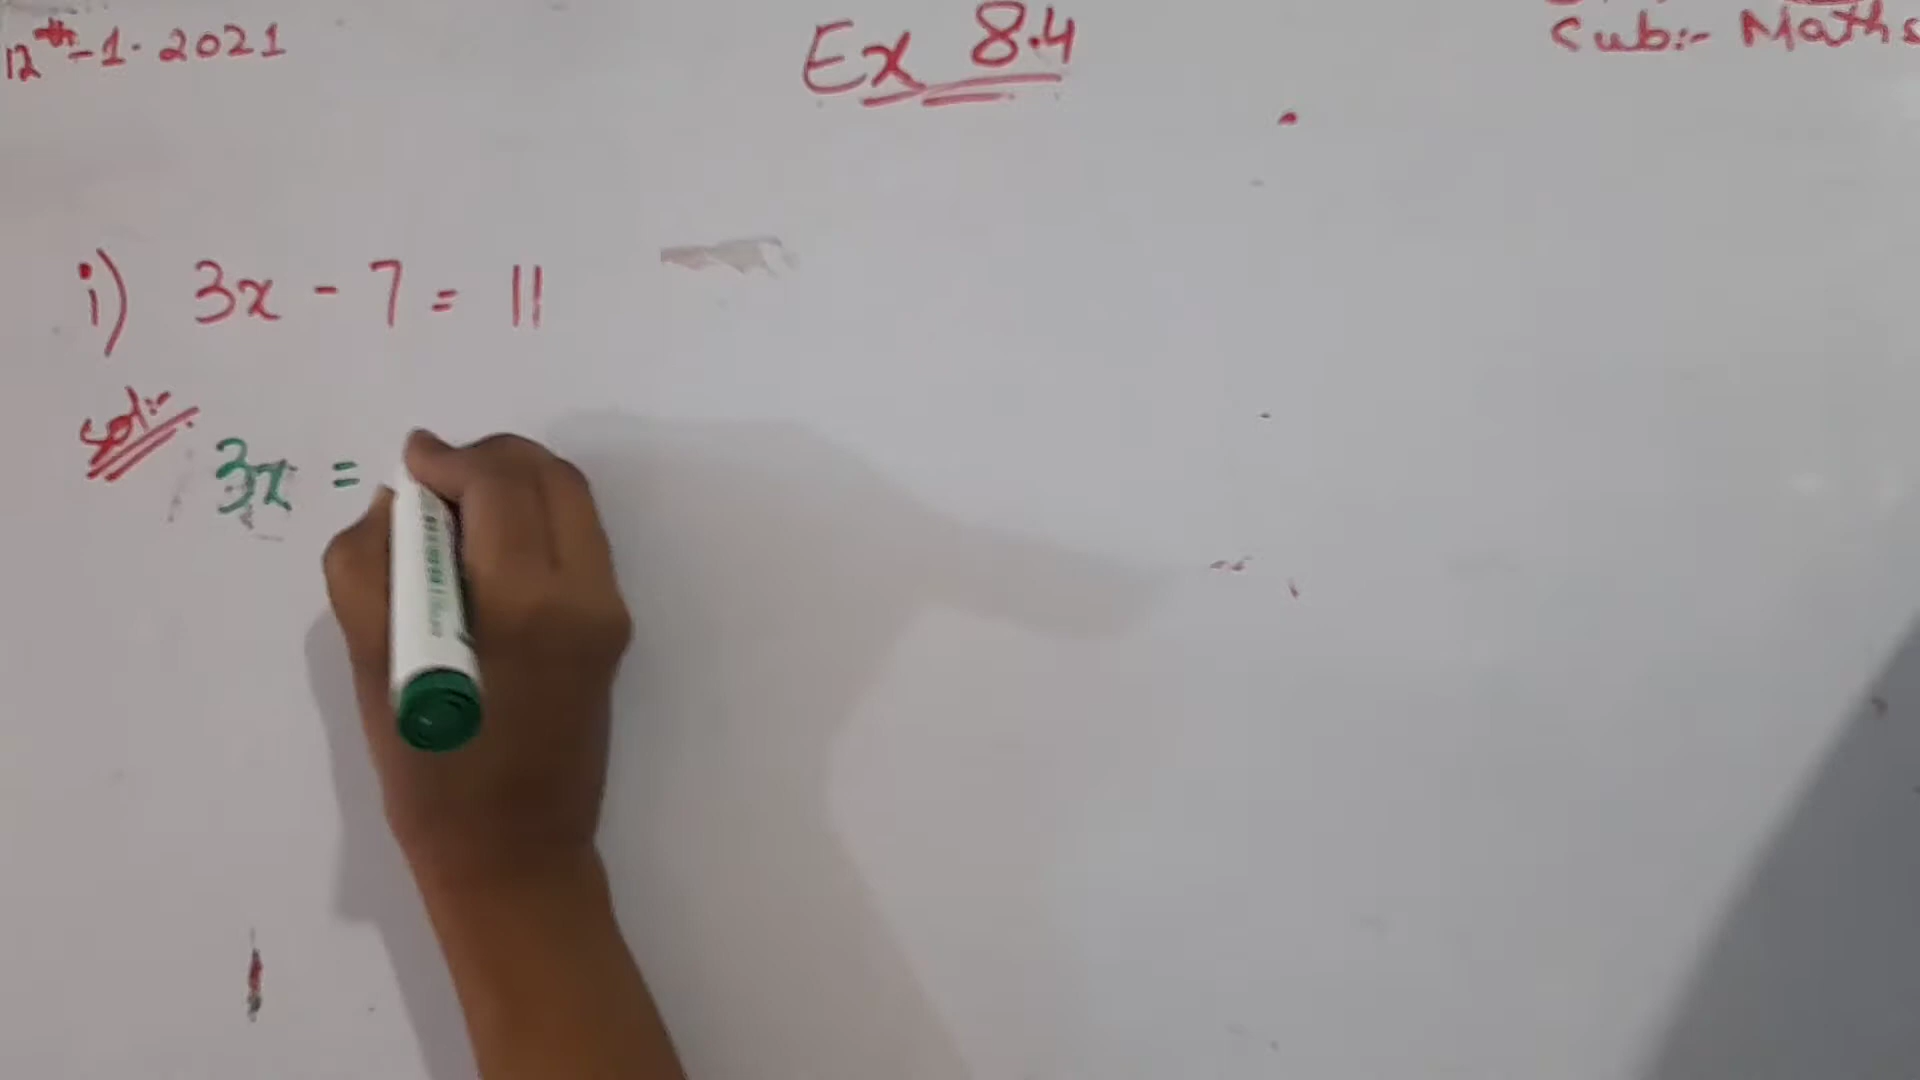 12th-1-2021 Ex 8.4 Sub:- Maths
i) 3x - 7 = 11
Sol:-
3x =